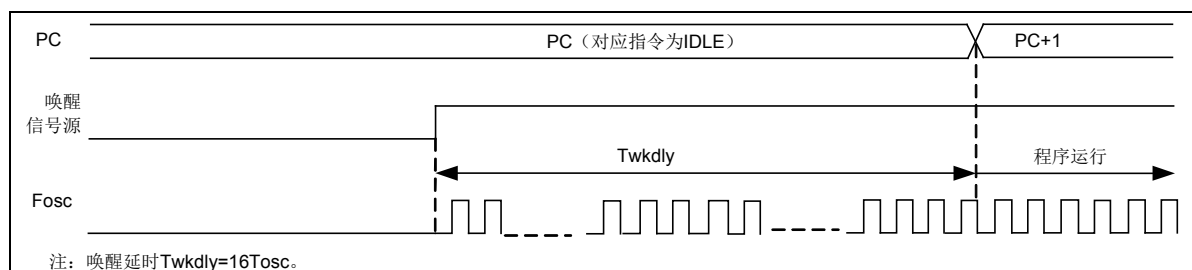 PC
PC（对应指令为IDLE）
PC+1
唤醒
信号源
Twkdly
程序运行
Fosc
注：唤醒延时Twkdly=16Tosc。